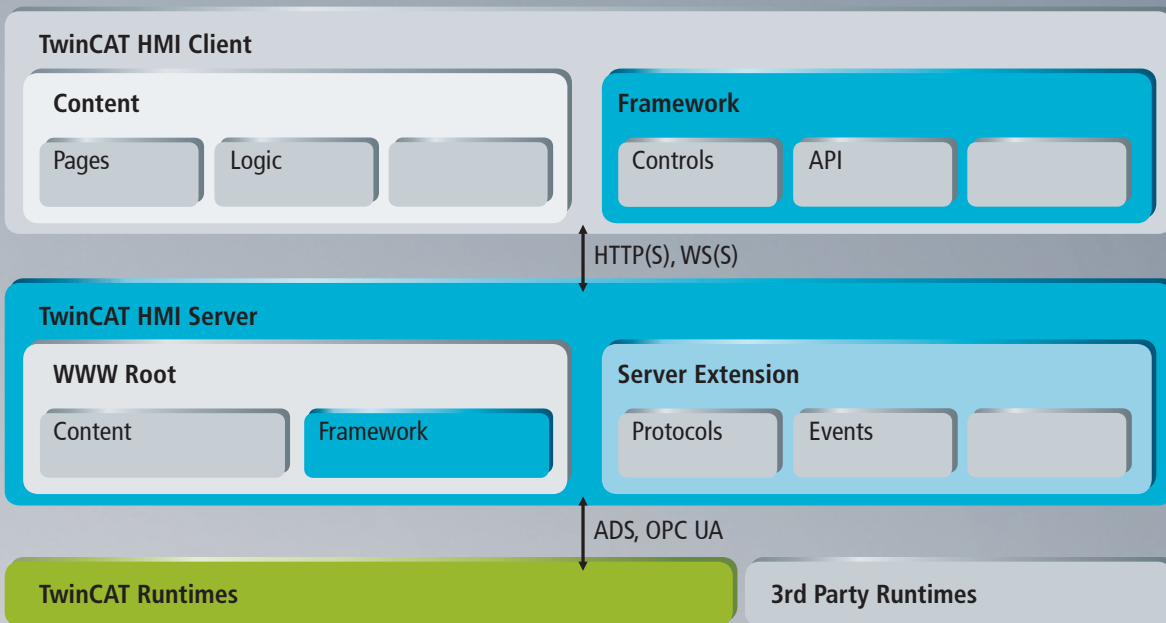 TwinCAT HMI Client
Content
Framework
Pages
Logic
Controls
API
HTTP(S), WS(S)
TwinCAT HMI Server
WWW Root
Server Extension
Content
Framework
Protocols
Events
ADS, OPC UA
TwinCAT Runtimes
3rd Party Runtimes